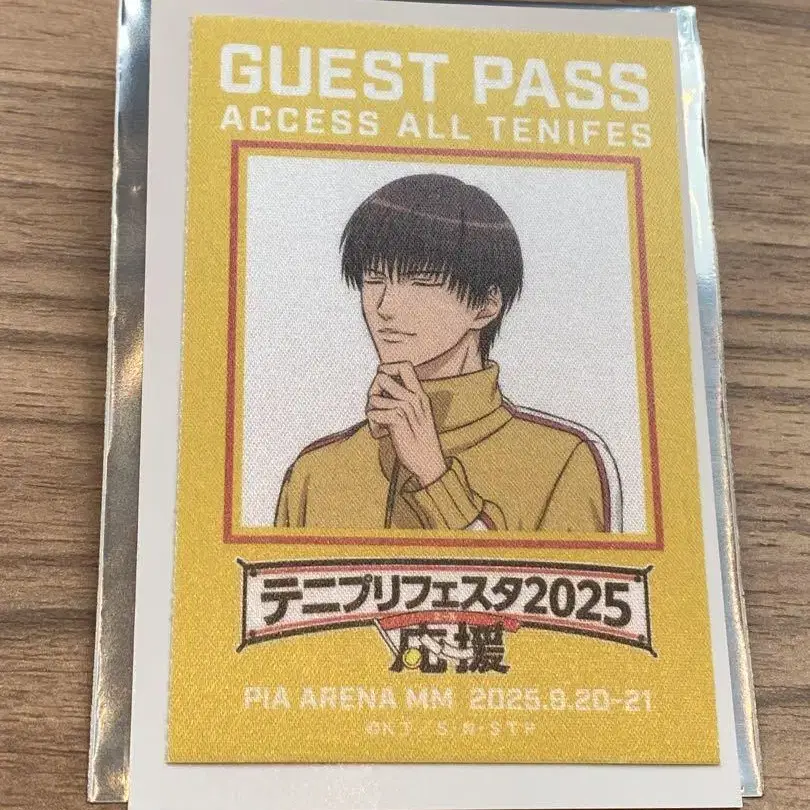 GUEST PASS
ACCESS ALL TENIFES
テニプリフェスタ2025
応援
PIA ARENA MM 2025.9.20-21